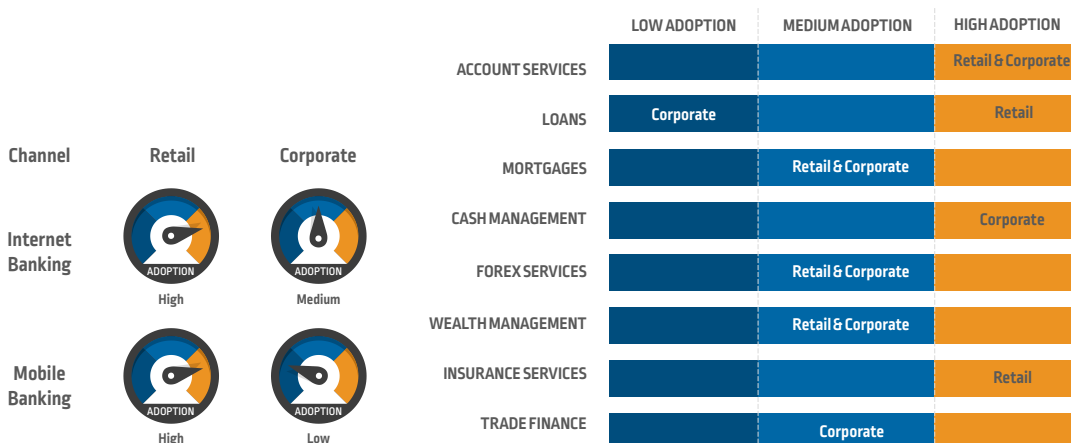 Channel Retail Corporate
Internet
Banking
ADOPTION ADOPTION
High Medium
Mobile
Banking
ADOPTION ADOPTION
High Low
LOW ADOPTION MEDIUM ADOPTION HIGH ADOPTION
ACCOUNT SERVICES Retail & Corporate
LOANS Corporate Retail
MORTGAGES Retail & Corporate
CASH MANAGEMENT Corporate
FOREX SERVICES Retail & Corporate
WEALTH MANAGEMENT Retail & Corporate
INSURANCE SERVICES Retail
TRADE FINANCE Corporate